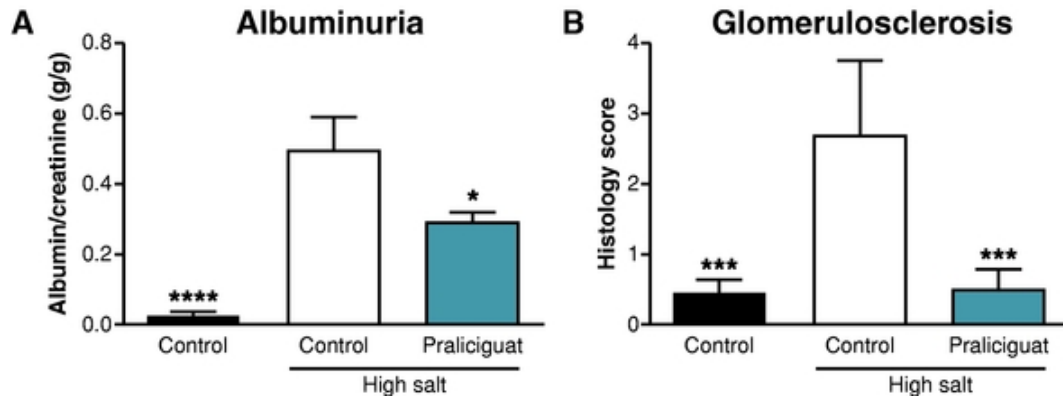 A Albuminuria
Albumin/creatinine (g/g)
0.8
0.6
0.4
0.2
0.0
****
*
Control
Control
Praliciguat
High salt
B Glomerulosclerosis
Histology score
4
3
2
1
0
***
***
Control
Control
Praliciguat
High salt